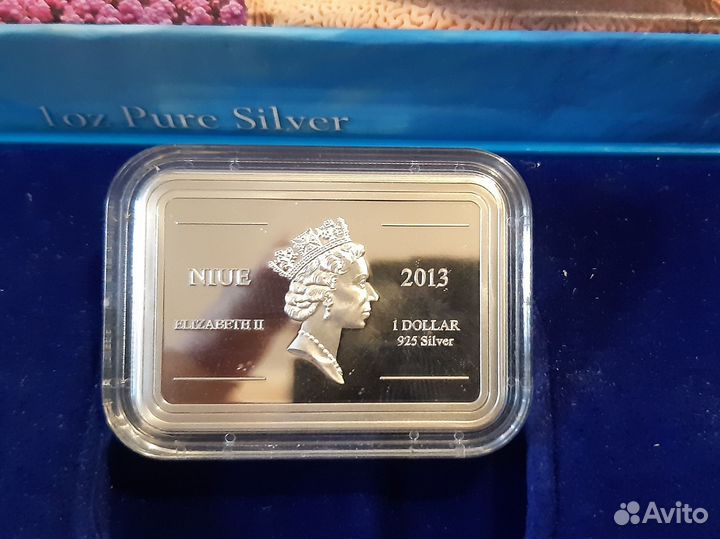 1oz Pure Silver
NIUE
2013
ELIZABETH II
1 DOLLAR
925 Silver
Avito